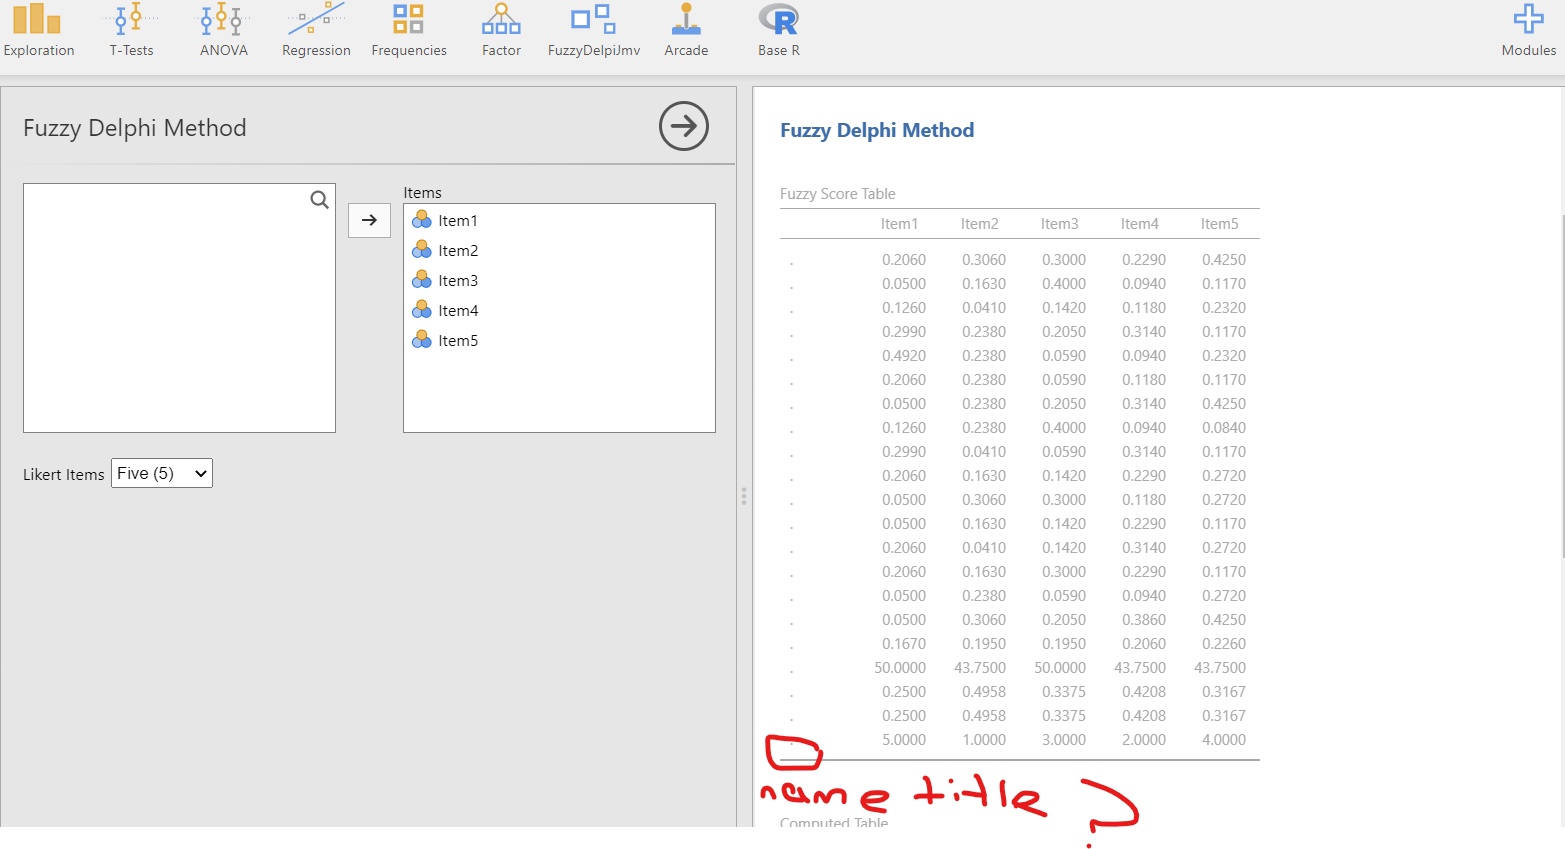 Exploration T-Tests ANOVA Regression Frequencies Factor FuzzyDelpiJmv Arcade Base R Modules
Fuzzy Delphi Method
Items
Item1
Item2
Item3
Item4
Item5
Likert Items Five (5)
Fuzzy Delphi Method
Fuzzy Score Table
Item1 Item2 Item3 Item4 Item5
. 0.2060 0.3060 0.3000 0.2290 0.4250
. 0.0500 0.1630 0.4000 0.0940 0.1170
. 0.1260 0.0410 0.1420 0.1180 0.2320
. 0.2990 0.2380 0.2050 0.3140 0.1170
. 0.4920 0.2380 0.0590 0.0940 0.2320
. 0.2060 0.2380 0.0590 0.1180 0.1170
. 0.0500 0.2380 0.2050 0.3140 0.4250
. 0.1260 0.2380 0.4000 0.0940 0.0840
. 0.2990 0.0410 0.0590 0.3140 0.1170
. 0.2060 0.1630 0.1420 0.2290 0.2720
. 0.0500 0.3060 0.3000 0.1180 0.2720
. 0.0500 0.1630 0.1420 0.2290 0.1170
. 0.2060 0.0410 0.1420 0.3140 0.2720
. 0.2060 0.1630 0.3000 0.2290 0.1170
. 0.0500 0.2380 0.0590 0.0940 0.2720
. 0.0500 0.3060 0.2050 0.3860 0.4250
. 0.1670 0.1950 0.1950 0.2060 0.2260
. 50.0000 43.7500 50.0000 43.7500 43.7500
. 0.2500 0.4958 0.3375 0.4208 0.3167
. 0.2500 0.4958 0.3375 0.4208 0.3167
. 5.0000 1.0000 3.0000 2.0000 4.0000
name title ?
Computed Table